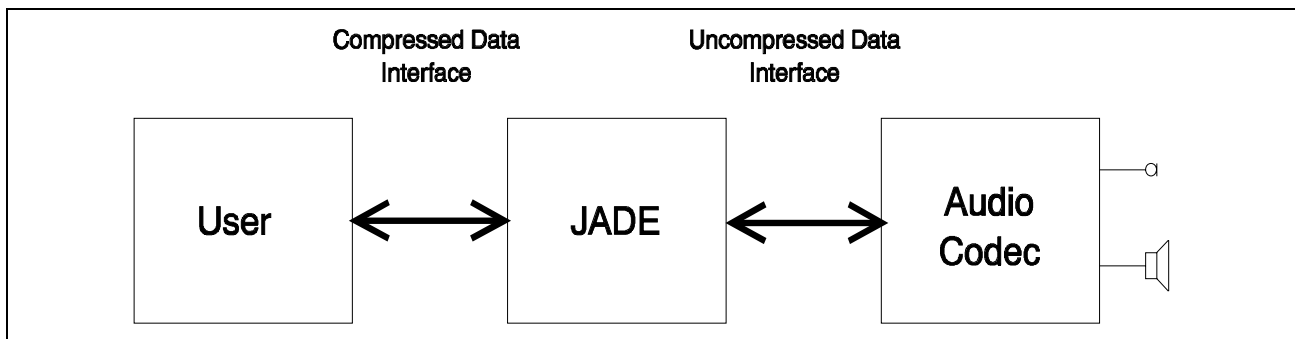 Compressed Data
Interface
Uncompressed Data
Interface
User
JADE
Audio
Codec